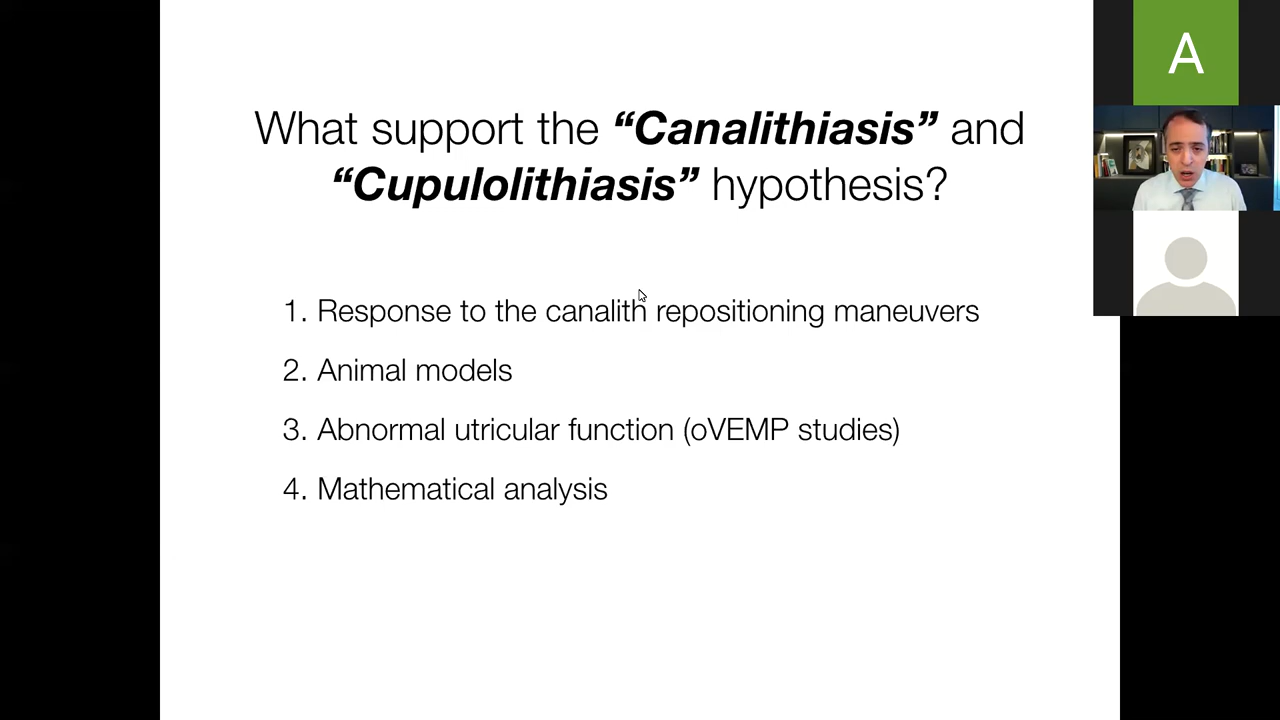 What support the “Canalithiasis” and
“Cupulolithiasis” hypothesis?
1. Response to the canalith repositioning maneuvers
2. Animal models
3. Abnormal utricular function (oVEMP studies)
4. Mathematical analysis
A